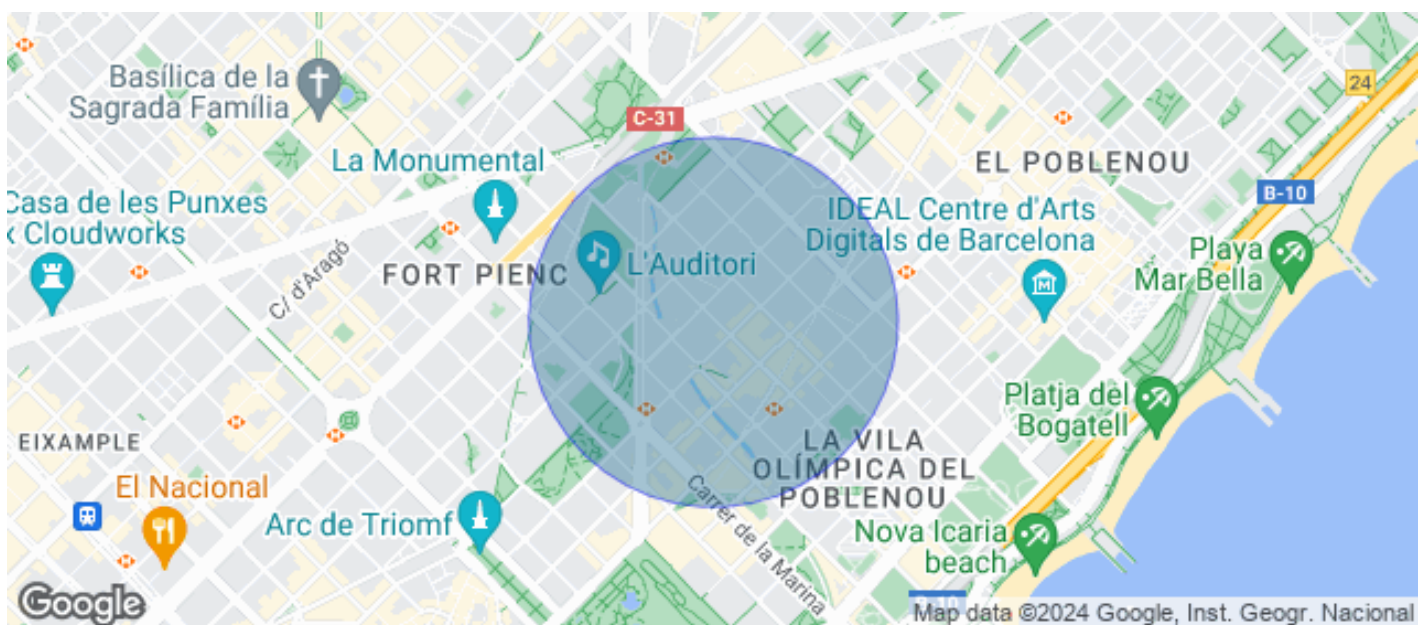 Basílica de la
Sagrada Família
C-31
24
La Monumental
EL POBLENOU
B-10
Casa de les Punxes
x Cloudworks
IDEAL Centre d'Arts
Digitals de Barcelona
C/ d'Aragó
FORT PIENC
L'Auditori
Playa
Mar Bella
Platja del
Bogatell
EIXAMPLE
LA VILA
OLÍMPICA DEL
POBLENOU
El Nacional
Arc de Triomf
Carrer de la Marina
Nova Icaria
beach
Google
Map data ©2024 Google, Inst. Geogr. Nacional